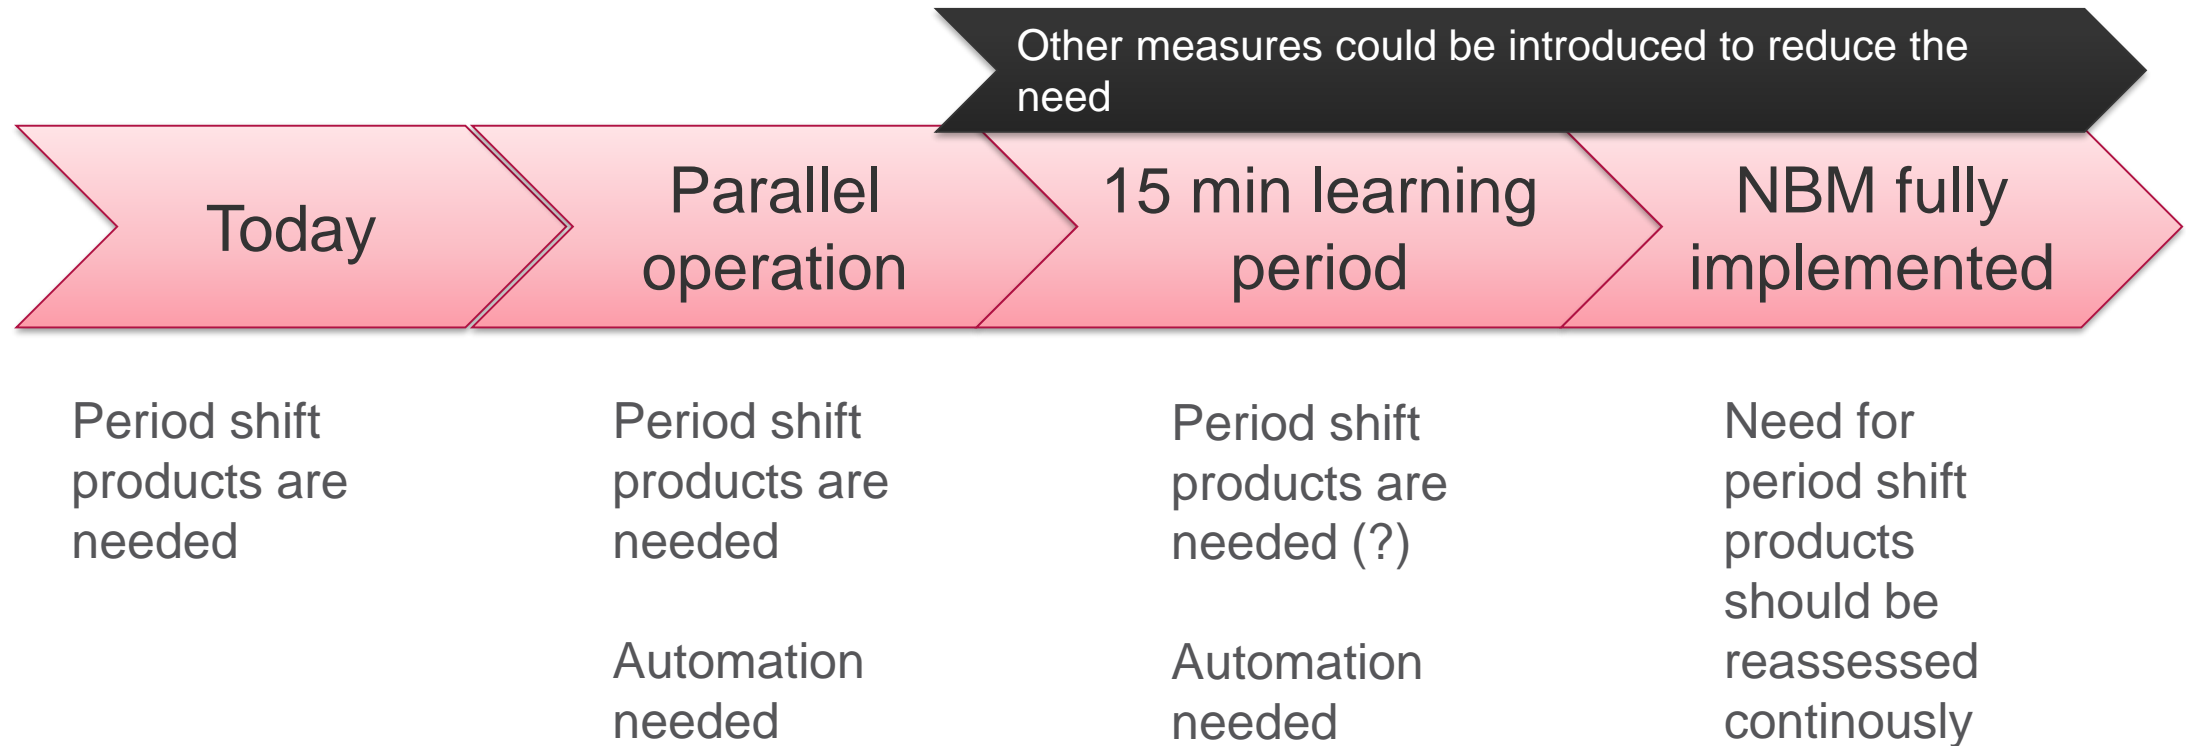 Other measures could be introduced to reduce the
need
Today
Parallel
operation
15 min learning
period
NBM fully
implemented
Period shift
products are
needed
Period shift
products are
needed
Automation
needed
Period shift
products are
needed (?)
Automation
needed
Need for
period shift
products
should be
reassessed
continously